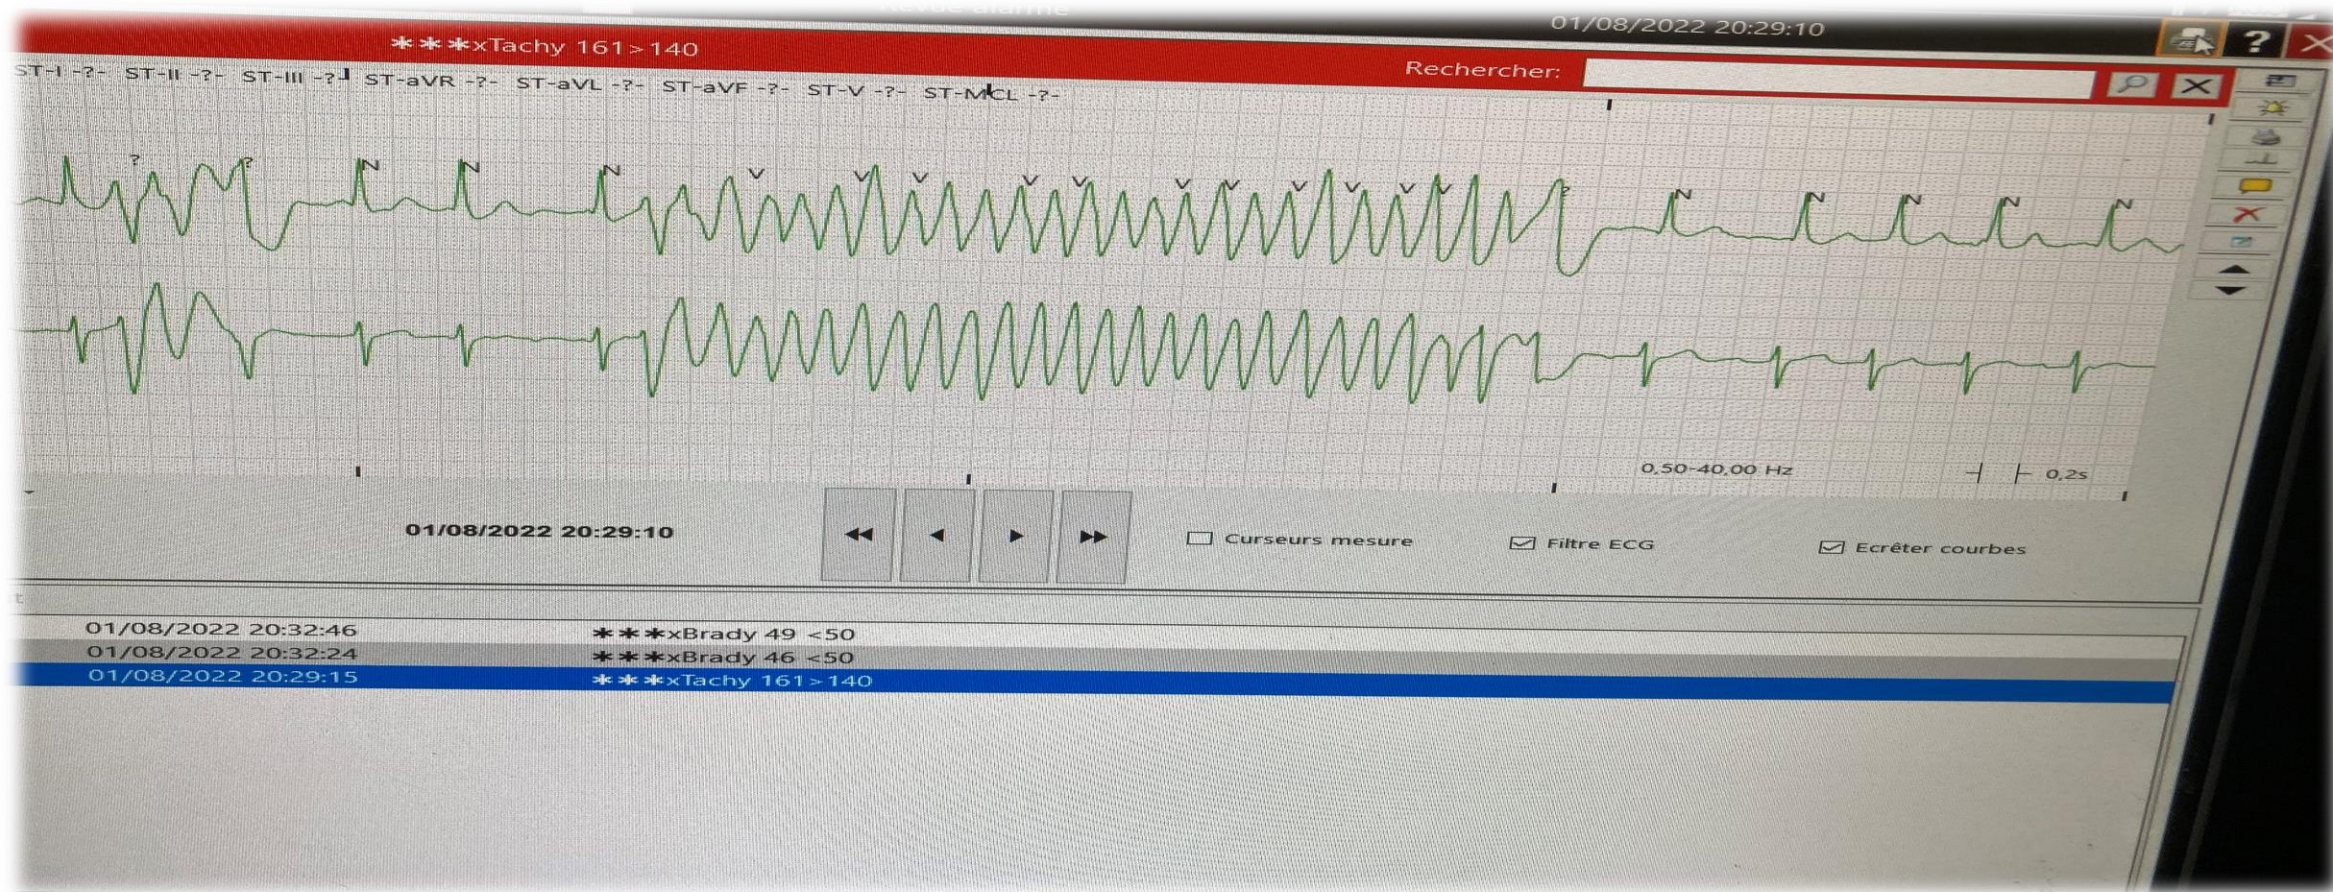 Revue alarme
01/08/2022 20:29:10
***xTachy 161>140
Rechercher:
ST-I -?- ST-II -?- ST-III -?- ST-aVR -?- ST-aVL -?- ST-aVF -?- ST-V -?- ST-MCL -?-
? ? N N N V V V V V V V V V V V ? N N N N N
0,50-40,00 Hz 0,2s
01/08/2022 20:29:10
Curseurs mesure Filtre ECG Ecrêter courbes
01/08/2022 20:32:46 ***xBrady 49 <50
01/08/2022 20:32:24 ***xBrady 46 <50
01/08/2022 20:29:15 ***xTachy 161>140